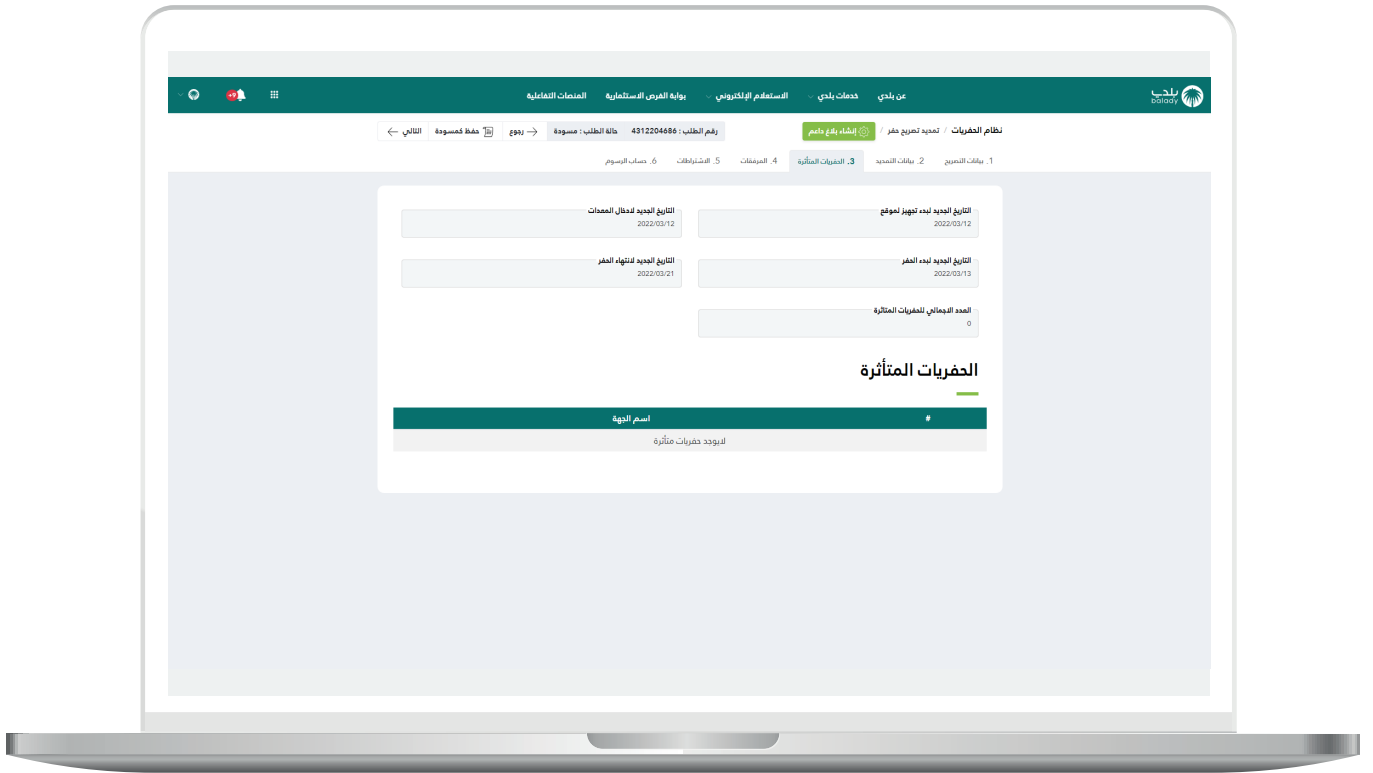 بلدي
balady
عن بلدي
خدمات بلدي
الاستعلام الإلكتروني
بوابة الفرص الاستثمارية
المنصات التفاعلية
+9
نظام الحفريات / تمديد تصريح حفر /
إنشاء بلاغ داعم
رقم الطلب : 4312204686
حالة الطلب : مسودة
رجوع
حفظ كمسودة
التالي
1. بيانات التصريح
2. بيانات التمديد
3. الحفريات المتأثرة
4. المرفقات
5. الاشتراطات
6. حساب الرسوم
التاريخ الجديد لبدء تجهيز لموقع
2022/03/12
التاريخ الجديد لادخال المعدات
2022/03/12
التاريخ الجديد لبدء الحفر
2022/03/13
التاريخ الجديد لانتهاء الحفر
2022/03/21
العدد الاجمالي للحفريات المتاثرة
0
الحفريات المتأثرة
# اسم الجهة
لايوجد حفريات متأثرة